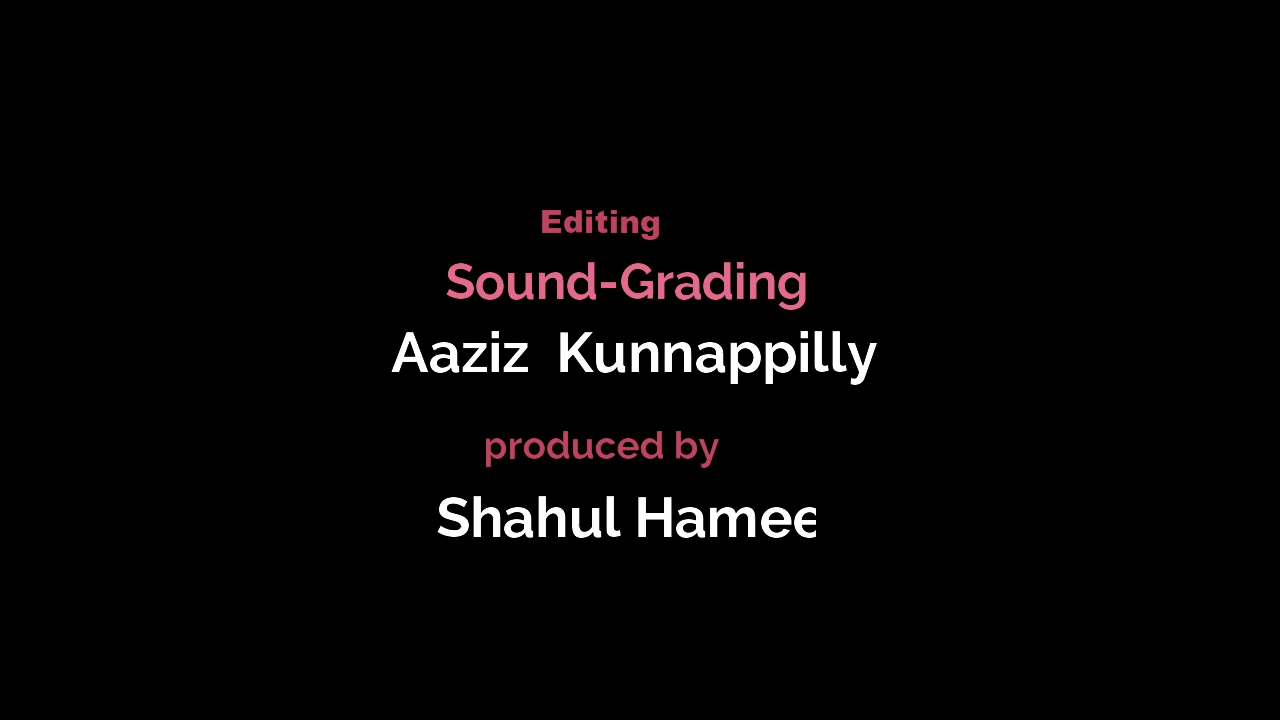 Editing
Sound-Grading
Aaziz Kunnappilly
produced by
Shahul Hamee